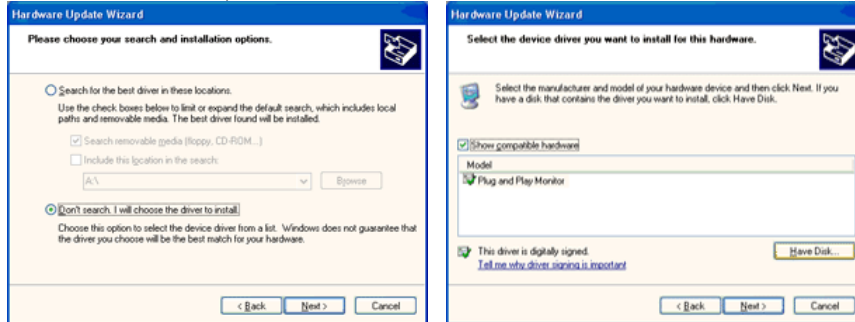 Hardware Update Wizard
Please choose your search and installation options.
Search for the best driver in these locations.
Use the check boxes below to limit or expand the default search, which includes local
paths and removable media. The best driver found will be installed.
Search removable media (floppy, CD-ROM...)
Include this location in the search:
A:\
Browse
Don't search. I will choose the driver to install.
Choose this option to select the device driver from a list. Windows does not guarantee that
the driver you choose will be the best match for your hardware.
< Back
Next >
Cancel
Hardware Update Wizard
Select the device driver you want to install for this hardware.
Select the manufacturer and model of your hardware device and then click Next. If you
have a disk that contains the driver you want to install, click Have Disk.
Show compatible hardware
Model
Plug and Play Monitor
This driver is digitally signed.
Tell me why driver signing is important
Have Disk...
< Back
Next >
Cancel